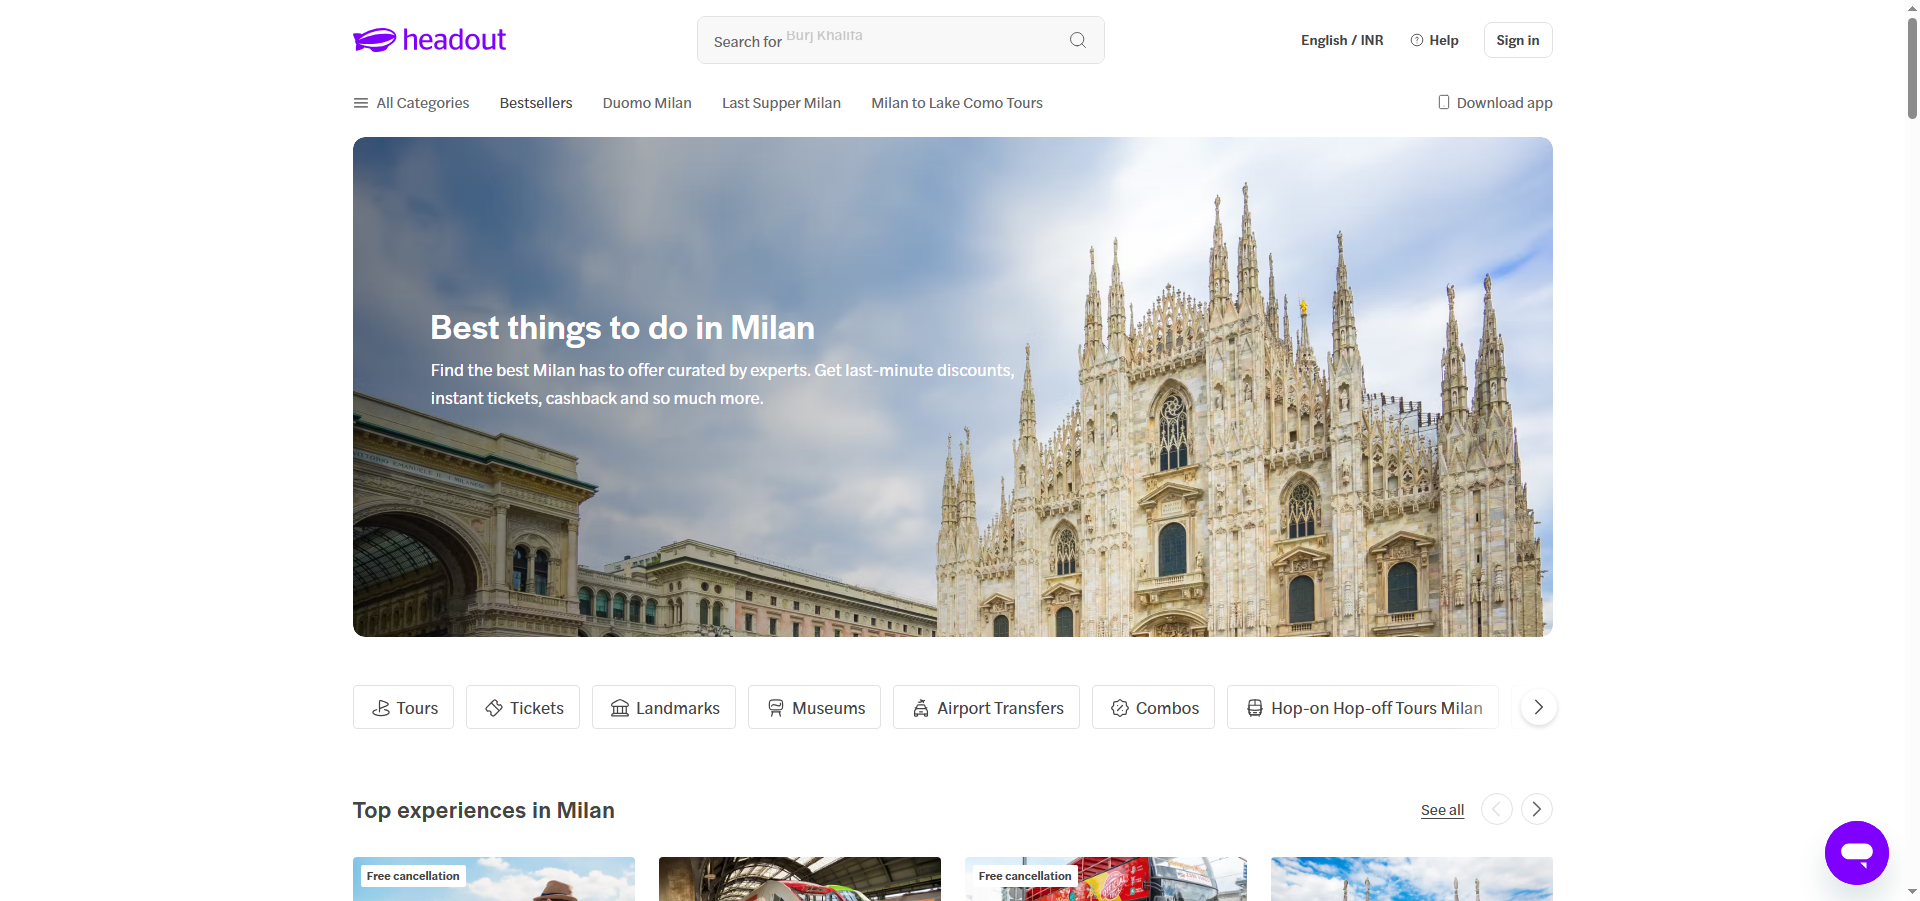 headout
Search for Burj Khalifa
English / INR
Help
Sign in
All Categories
Bestsellers
Duomo Milan
Last Supper Milan
Milan to Lake Como Tours
Download app
Best things to do in Milan
Find the best Milan has to offer curated by experts. Get last-minute discounts,
instant tickets, cashback and so much more.
Tours
Tickets
Landmarks
Museums
Airport Transfers
Combos
Hop-on Hop-off Tours Milan
Top experiences in Milan
See all
Free cancellation
Free cancellation